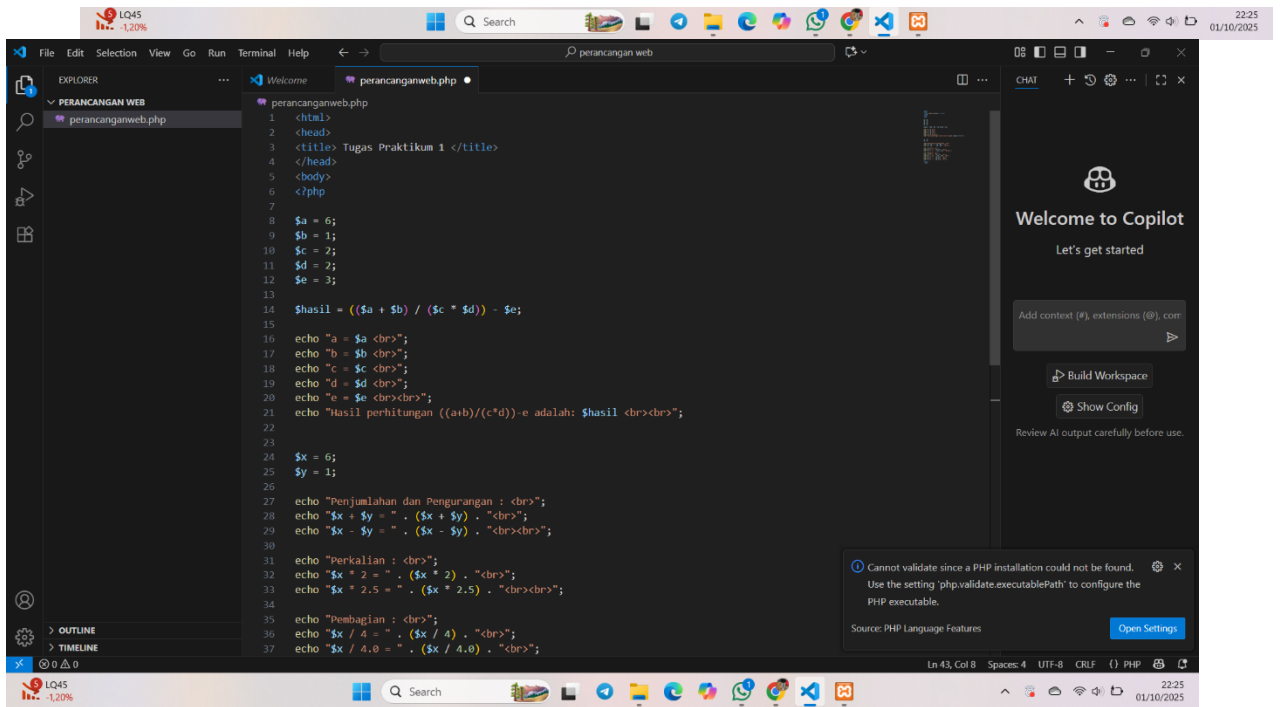 5 LQ45
-1,20%
Search
22:25
01/10/2025
File Edit Selection View Go Run Terminal Help
perancangan web
EXPLORER
Welcome
perancanganweb.php
CHAT
PERANCANGAN WEB
perancanganweb.php
perancanganweb.php
1 <html>
2 <head>
3 <title> Tugas Praktikum 1 </title>
4 </head>
5 <body>
6 <?php
7
8 $a = 6;
9 $b = 1;
10 $c = 2;
11 $d = 2;
12 $e = 3;
13
14 $hasil = (($a + $b) / ($c * $d)) - $e;
15
16 echo "a = $a <br>";
17 echo "b = $b <br>";
18 echo "c = $c <br>";
19 echo "d = $d <br>";
20 echo "e = $e <br><br>";
21 echo "Hasil perhitungan ((a+b)/(c*d))-e adalah: $hasil <br><br>";
22
23
24 $x = 6;
25 $y = 1;
26
27 echo "Penjumlahan dan Pengurangan : <br>";
28 echo "$x + $y = " . ($x + $y) . "<br>";
29 echo "$x - $y = " . ($x - $y) . "<br><br>";
30
31 echo "Perkalian : <br>";
32 echo "$x * 2 = " . ($x * 2) . "<br>";
33 echo "$x * 2.5 = " . ($x * 2.5) . "<br><br>";
34
35 echo "Pembagian : <br>";
36 echo "$x / 4 = " . ($x / 4) . "<br>";
37 echo "$x / 4.0 = " . ($x / 4.0) . "<br>";
Welcome to Copilot
Let's get started
Add context (#), extensions (@), com
Build Workspace
Show Config
Review AI output carefully before use.
Cannot validate since a PHP installation could not be found.
Use the setting 'php.validate.executablePath' to configure the
PHP executable.
Source: PHP Language Features
Open Settings
OUTLINE
TIMELINE
0 0
Ln 43, Col 8 Spaces: 4 UTF-8 CRLF {} PHP
5 LQ45
-1,20%
Search
22:25
01/10/2025